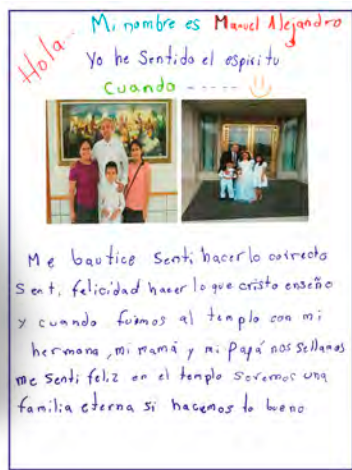 Hola...
Mi nombre es Manuel Alejandro
Yo he Sentido el espiritu
Cuando -----
Me bautice Senti hacer lo correcto
Senti felicidad hacer lo que cristo enseño
y cuando fuimos al templo con mi
hermana, mi mamá y mi papá nos sellamos
me Senti feliz en el templo Seremos una
familia eterna si hacemos lo bueno